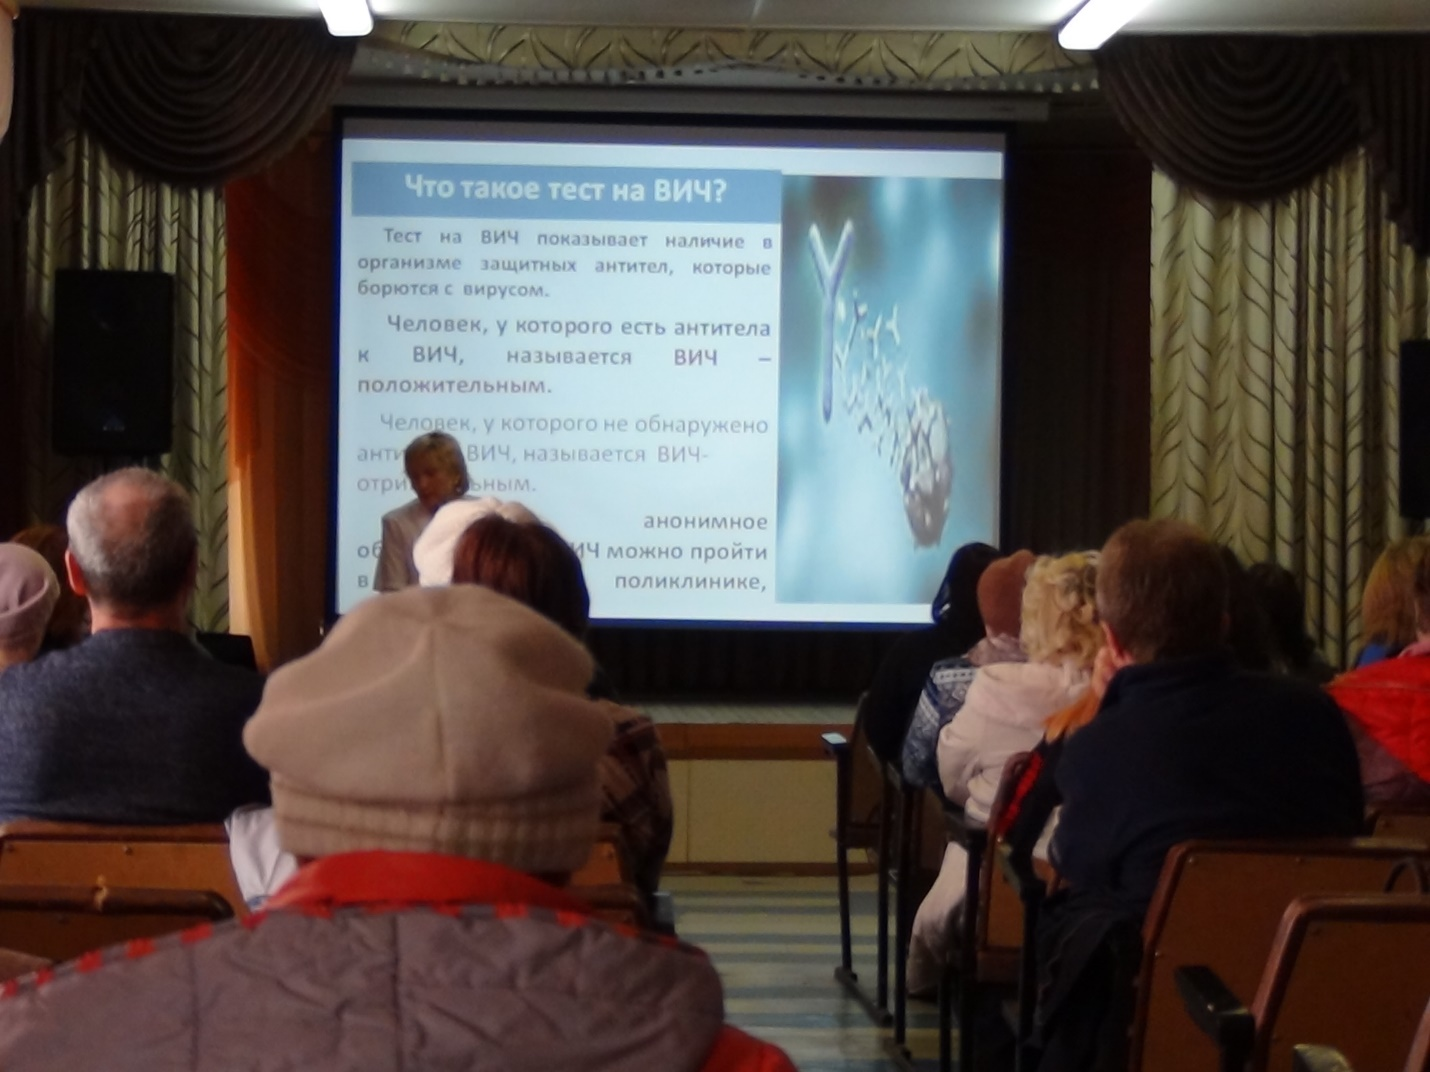 Что такое тест на ВИЧ?
Тест на ВИЧ показывает наличие в
организме защитных антител, которые
борются с вирусом.
Человек, у которого есть антитела
к ВИЧ, называется ВИЧ –
положительным.
Человек, у которого не обнаружено
ВИЧ, называется ВИЧ-
анонимное
можно пройти
в поликлинике,